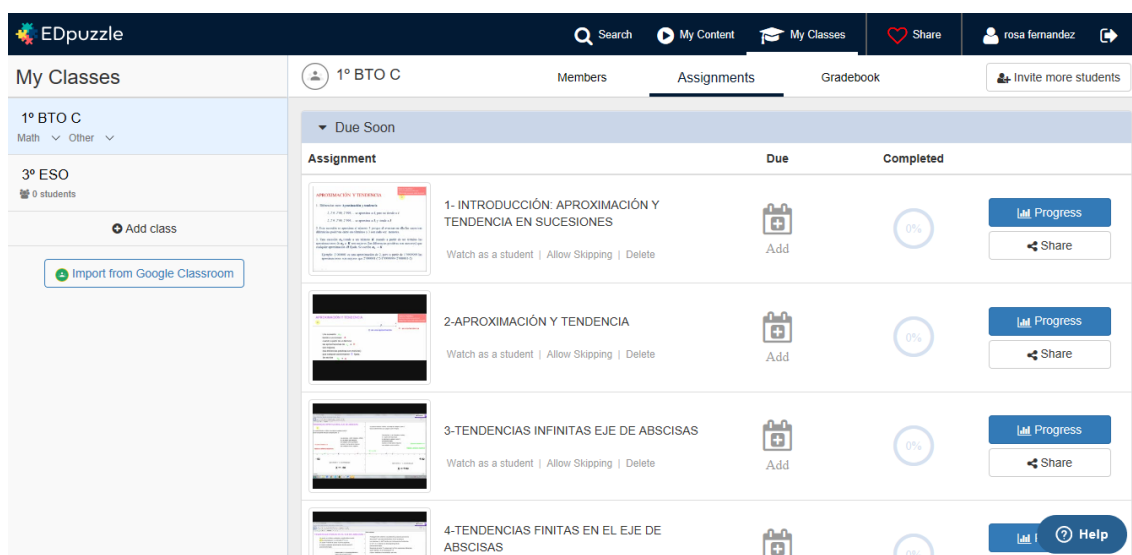 EDpuzzle
Search
My Content
My Classes
Share
rosa fernandez
My Classes
1º BTO C
Members
Assignments
Gradebook
Invite more students
1º BTO C
Math Other
3º ESO
0 students
Add class
Import from Google Classroom
Due Soon
Assignment Due Completed
APROXIMACIÓN Y TENDENCIA
1- INTRODUCCIÓN: APROXIMACIÓN Y
TENDENCIA EN SUCESIONES
Watch as a student | Allow Skipping | Delete
Add
0%
Progress
Share
2-APROXIMACIÓN Y TENDENCIA
Watch as a student | Allow Skipping | Delete
Add
0%
Progress
Share
3-TENDENCIAS INFINITAS EJE DE ABSCISAS
Watch as a student | Allow Skipping | Delete
Add
0%
Progress
Share
4-TENDENCIAS FINITAS EN EL EJE DE
ABSCISAS
0%
Help